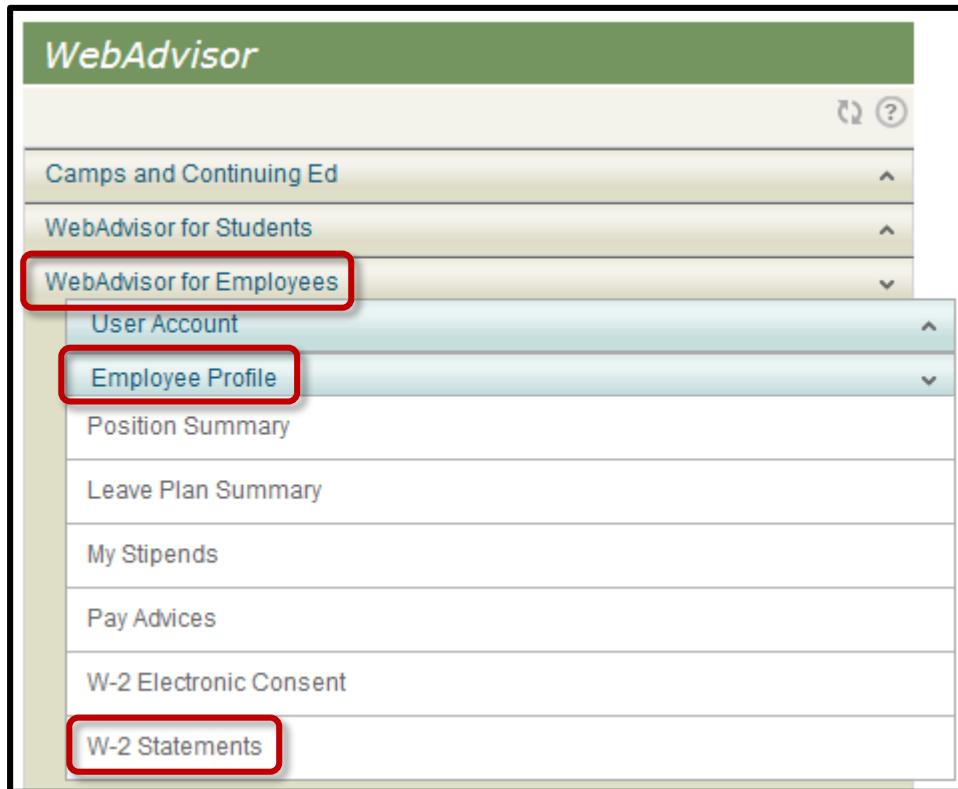 WebAdvisor
Camps and Continuing Ed
WebAdvisor for Students
WebAdvisor for Employees
User Account
Employee Profile
Position Summary
Leave Plan Summary
My Stipends
Pay Advices
W-2 Electronic Consent
W-2 Statements